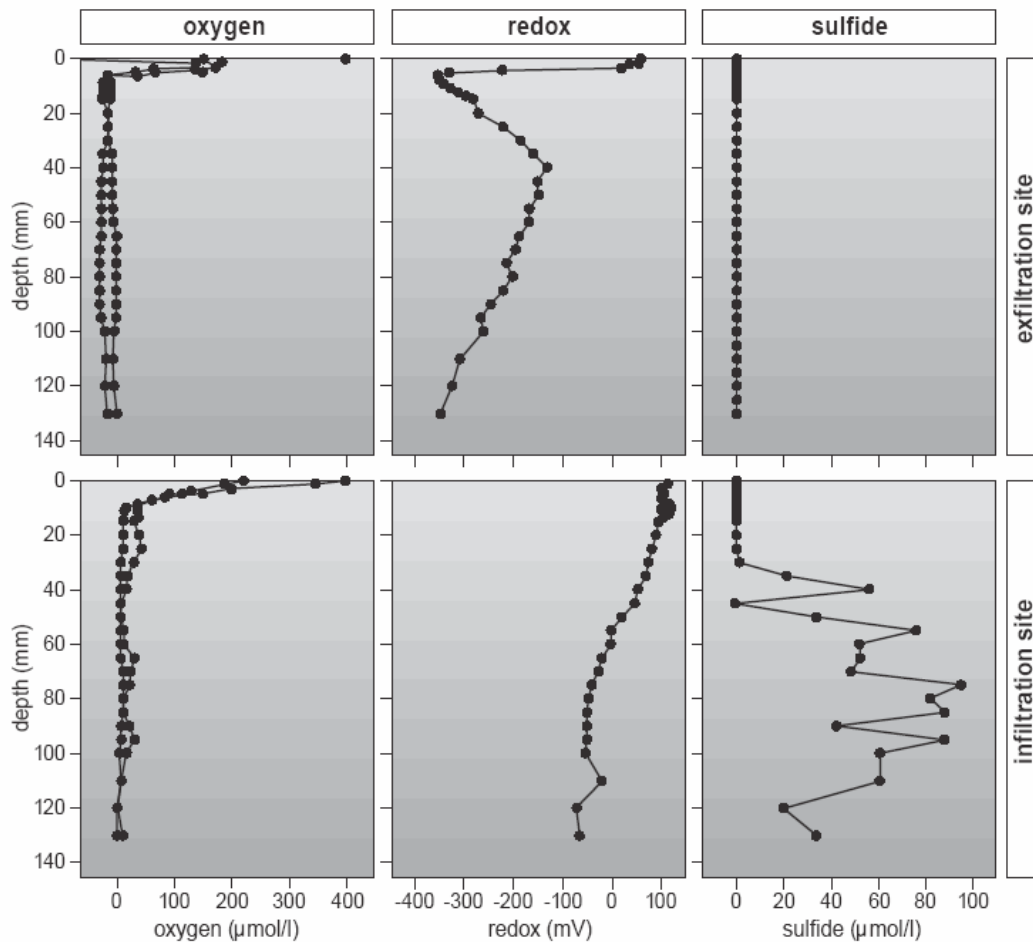 oxygen redox sulfide
0
20
40
60
80
100
120
140
depth (mm)
exfiltration site
0
20
40
60
80
100
120
140
depth (mm)
infiltration site
0 100 200 300 400 -400 -300 -200 -100 0 100 0 20 40 60 80 100
oxygen (µmol/l) redox (mV) sulfide (µmol/l)